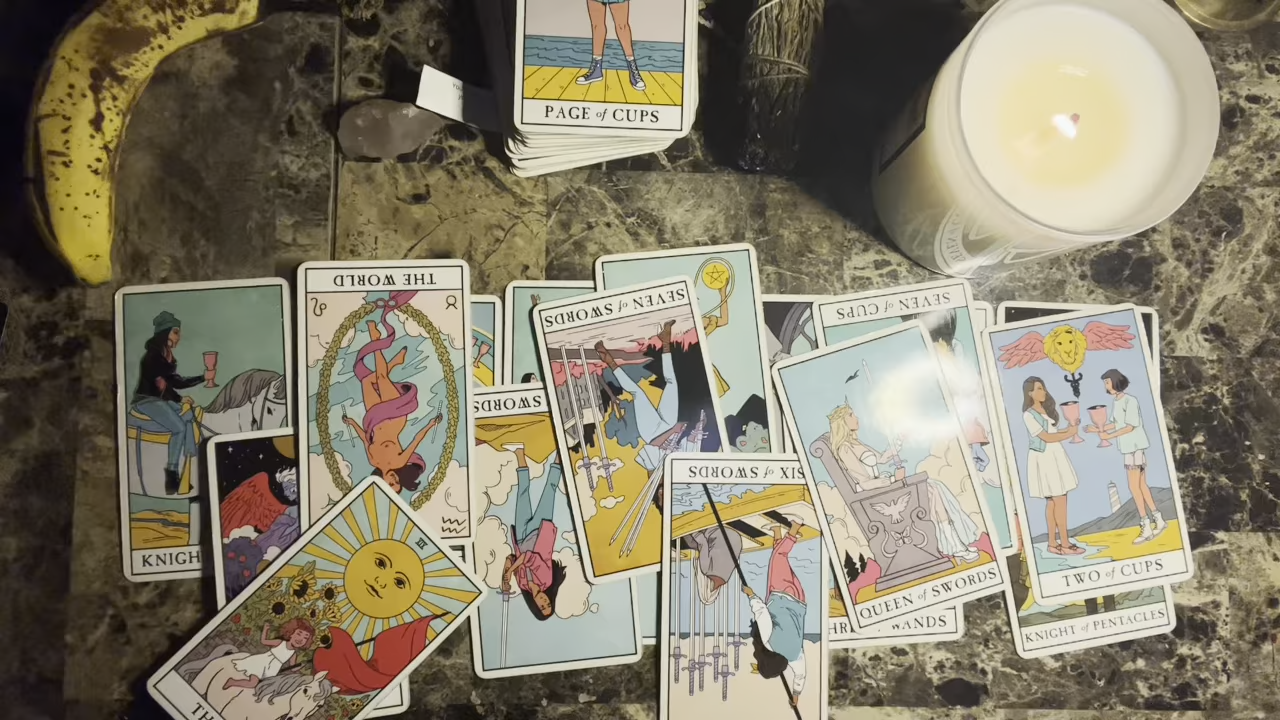 PAGE of CUPS
THE WORLD
SEVEN of SWORDS
SEVEN of CUPS
SWORDS
SIX of SWORDS
KNIGH
QUEEN of SWORDS
TWO of CUPS
WANDS
KNIGHT of PENTACLES
TH